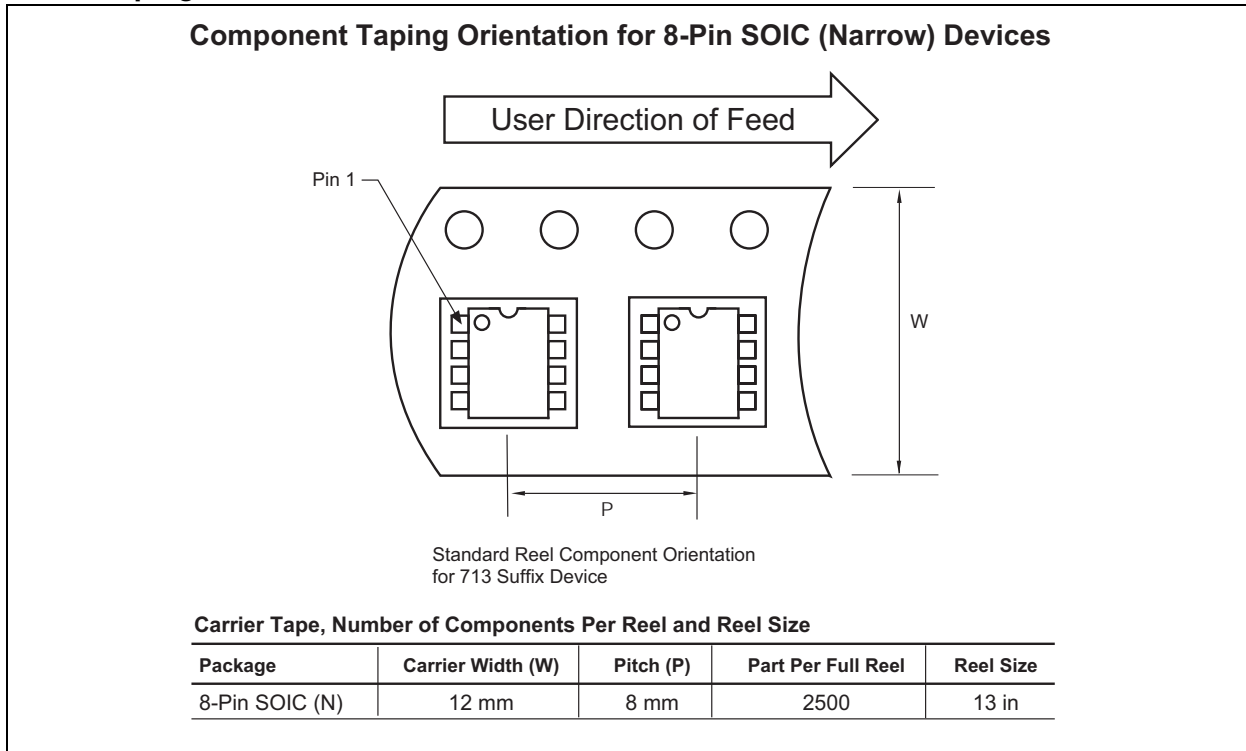 Component Taping Orientation for 8-Pin SOIC (Narrow) Devices
User Direction of Feed
Pin 1
W
P
Standard Reel Component Orientation
for 713 Suffix Device
Carrier Tape, Number of Components Per Reel and Reel Size
Package Carrier Width (W) Pitch (P) Part Per Full Reel Reel Size
8-Pin SOIC (N) 12 mm 8 mm 2500 13 in